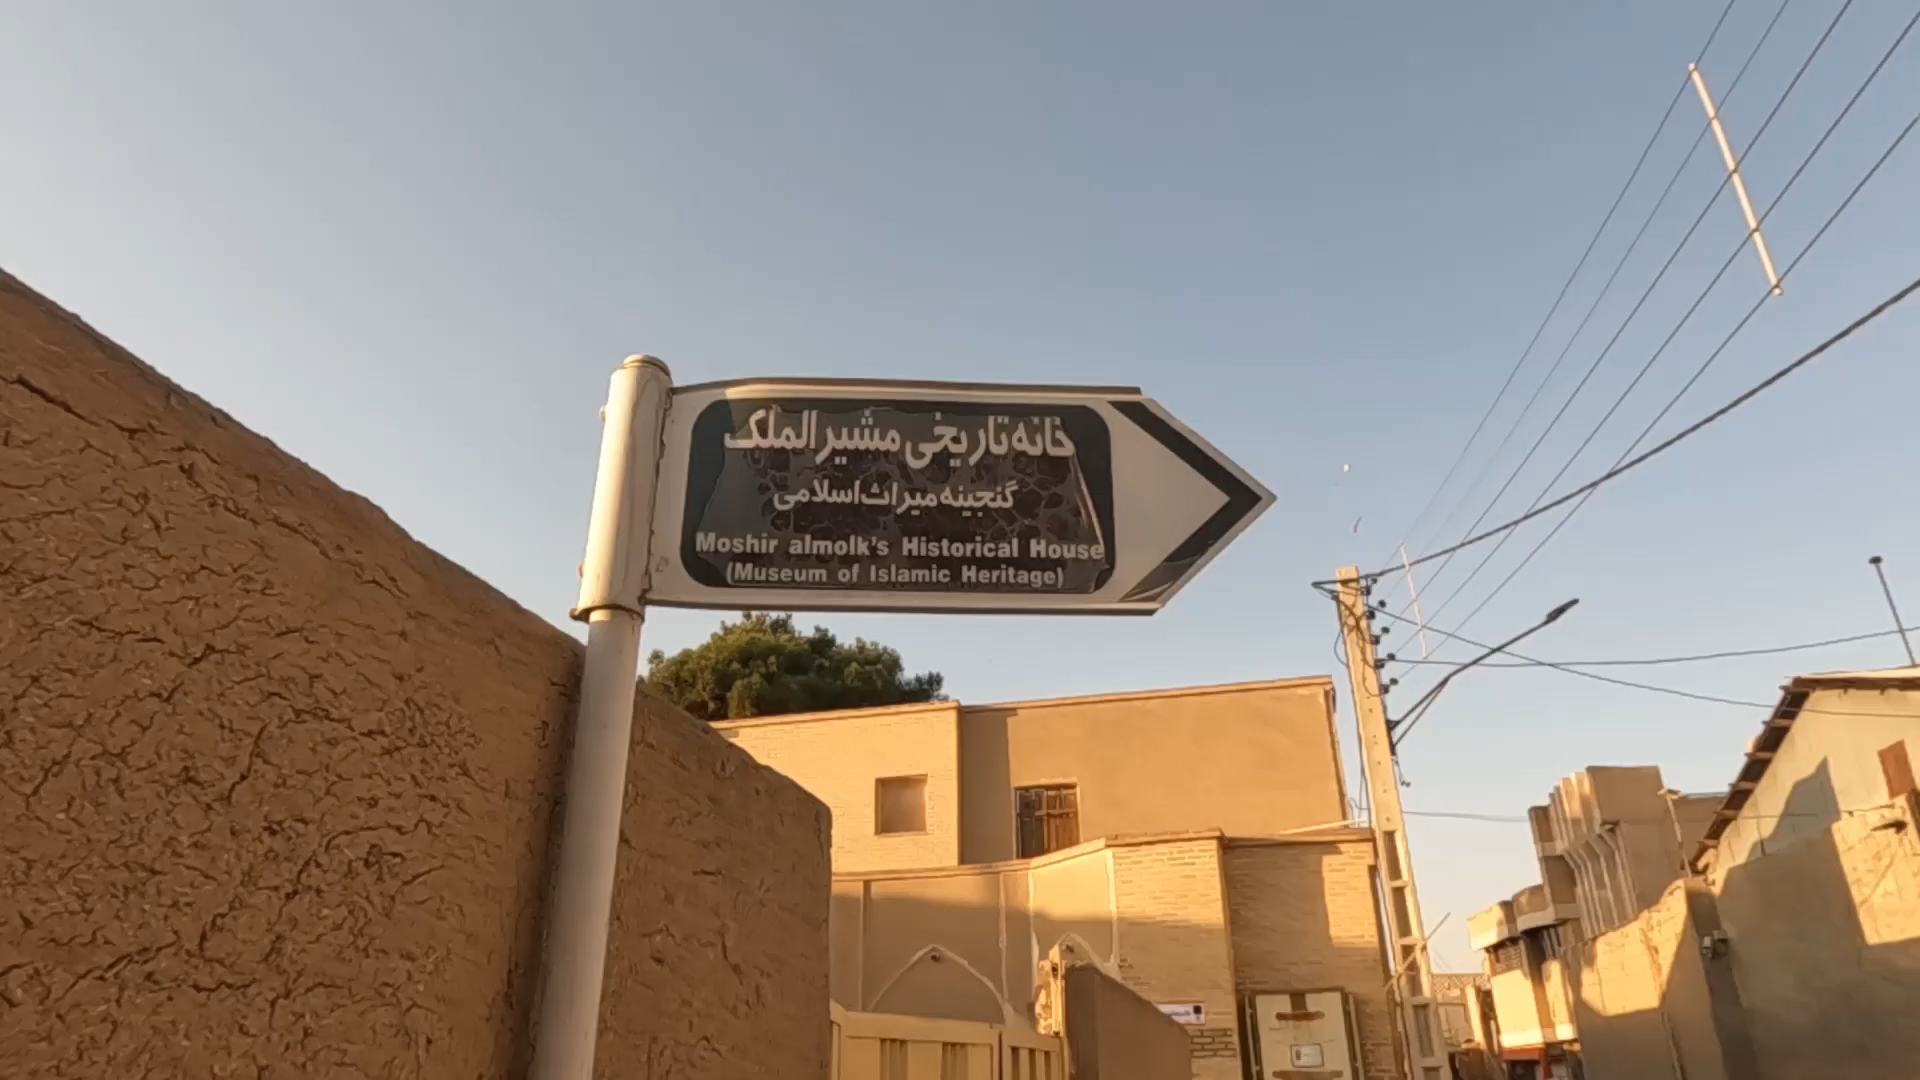 خانه تاریخی مشیرالملک
گنجینه میراث اسلامی
Moshir almolk's Historical House
(Museum of Islamic Heritage)